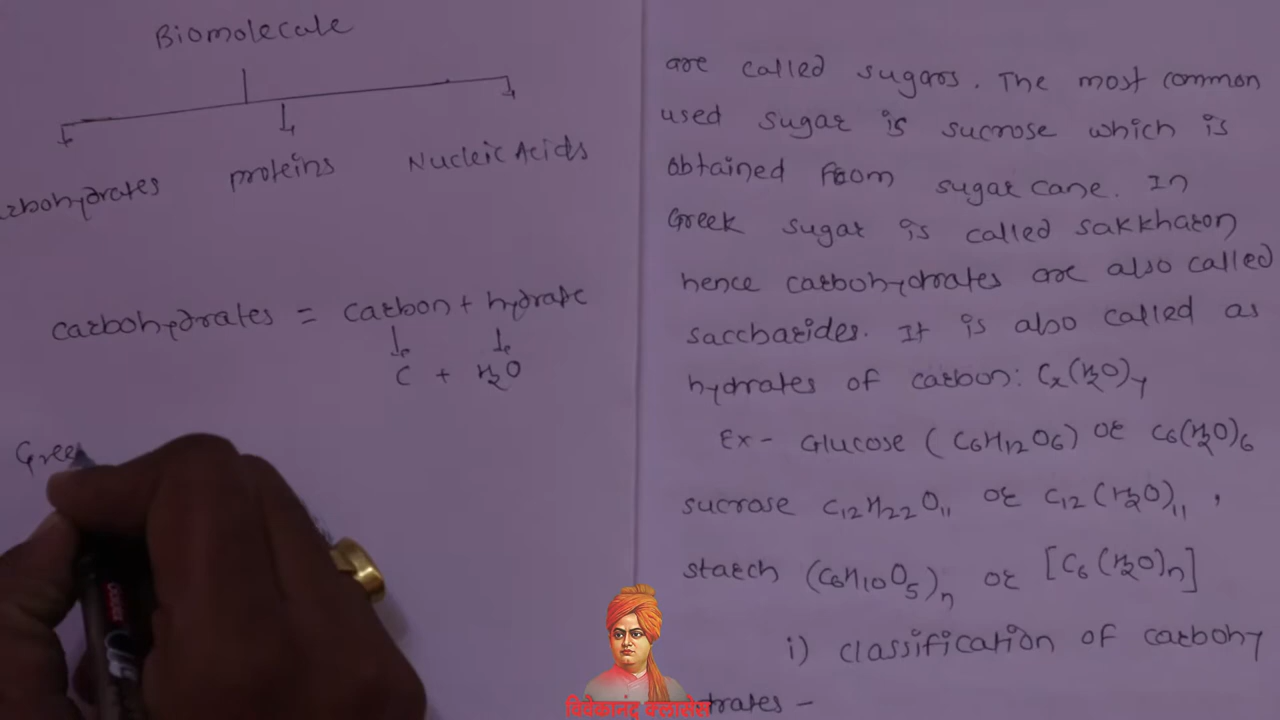 Biomolecule
proteins
Nucleic Acids
carbohydrates = carbon + hydrate
C + H2O
are called sugars. The most common
used sugar is sucrose which is
obtained from sugar cane. In
Greek sugar is called sakkharon
hence carbohydrates are also called
saccharides. It is also called as
hydrates of carbon: Cx(H2O)y
Ex - Glucose (C6H12O6) or C6(H2O)6
sucrose C12H22O11 or C12(H2O)11,
starch (C6H10O5)n or [C6(H2O)n]
i) classification of carbohy
drates -
विवेकानंद क्लासेस